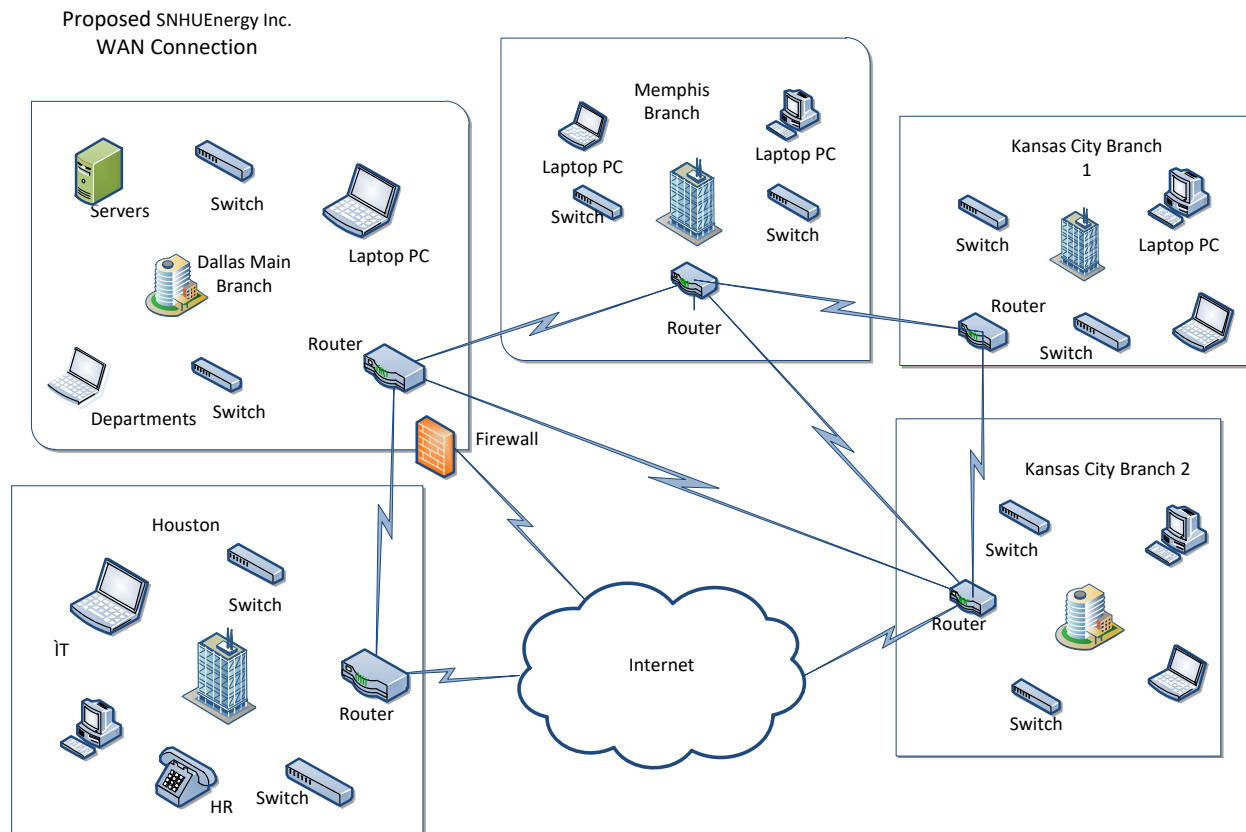 Proposed SNHUEnergy Inc.
WAN Connection
Servers
Switch
Laptop PC
Dallas Main
Branch
Router
Departments
Switch
Firewall
Memphis
Branch
Laptop PC
Laptop PC
Switch
Switch
Router
Kansas City Branch
1
Switch
Laptop PC
Router
Switch
Houston
Switch
ÌT
Router
HR
Switch
Internet
Kansas City Branch 2
Switch
Router
Switch